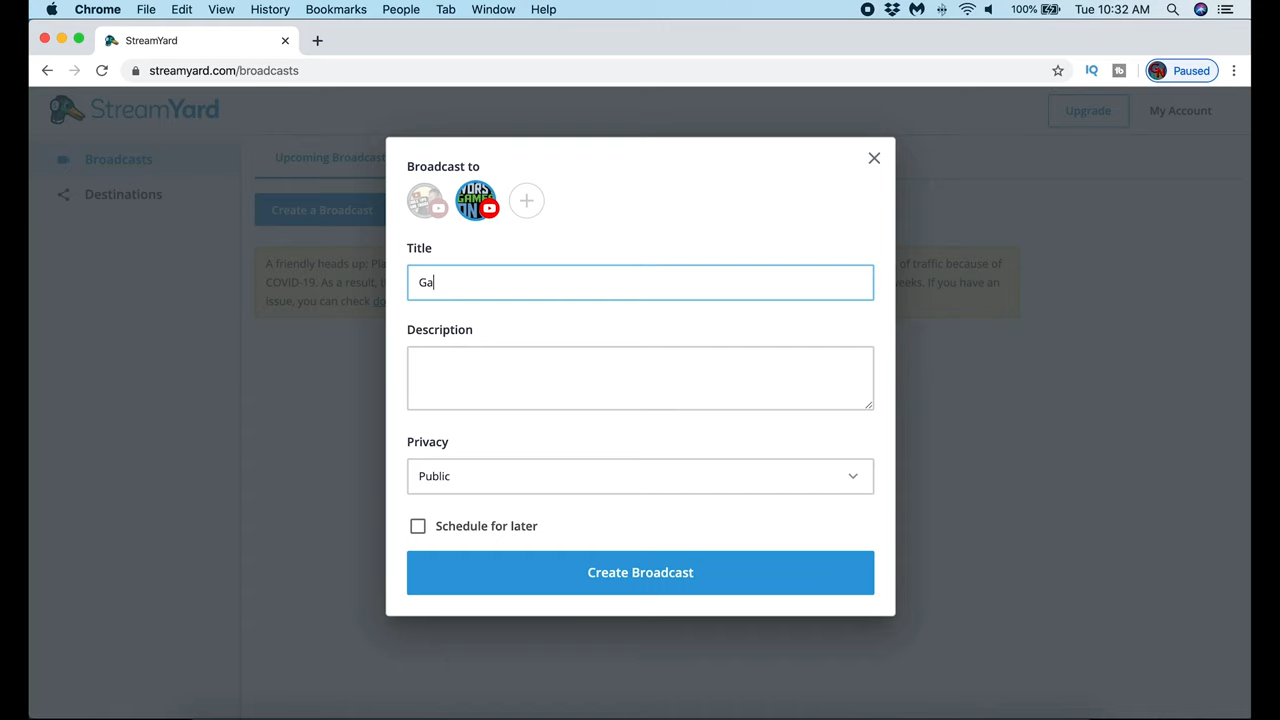 Chrome File Edit View History Bookmarks People Tab Window Help 100% Tue 10:32 AM
StreamYard
streamyard.com/broadcasts IQ Paused
StreamYard Upgrade My Account
Broadcasts Upcoming Broadcast
Destinations
Create a Broadcast
A friendly heads up: of traffic because of
COVID-19. As a result, eeks. If you have an
issue, you can check
Broadcast to
GAMES
ON
Title
Ga
Description
Privacy
Public
Schedule for later
Create Broadcast